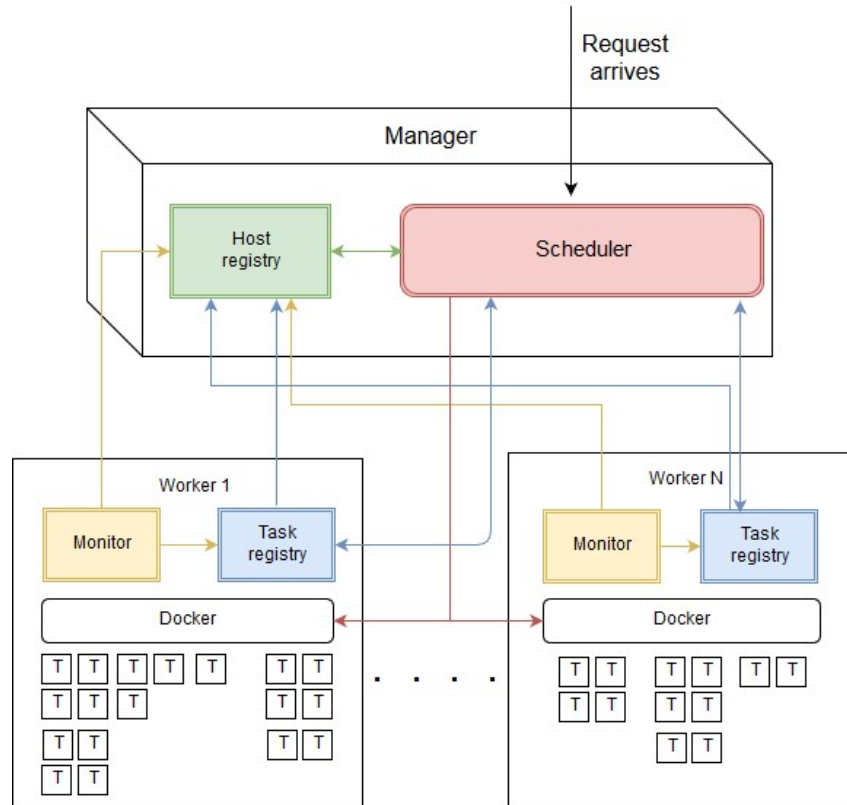 Request
arrives
Manager
Host
registry
Scheduler
Worker 1
Worker N
Monitor
Task
registry
Monitor
Task
registry
Docker
Docker
T T T T T T T
T T T T T
T T T T
T T
T T T T T T
T T T T
T T